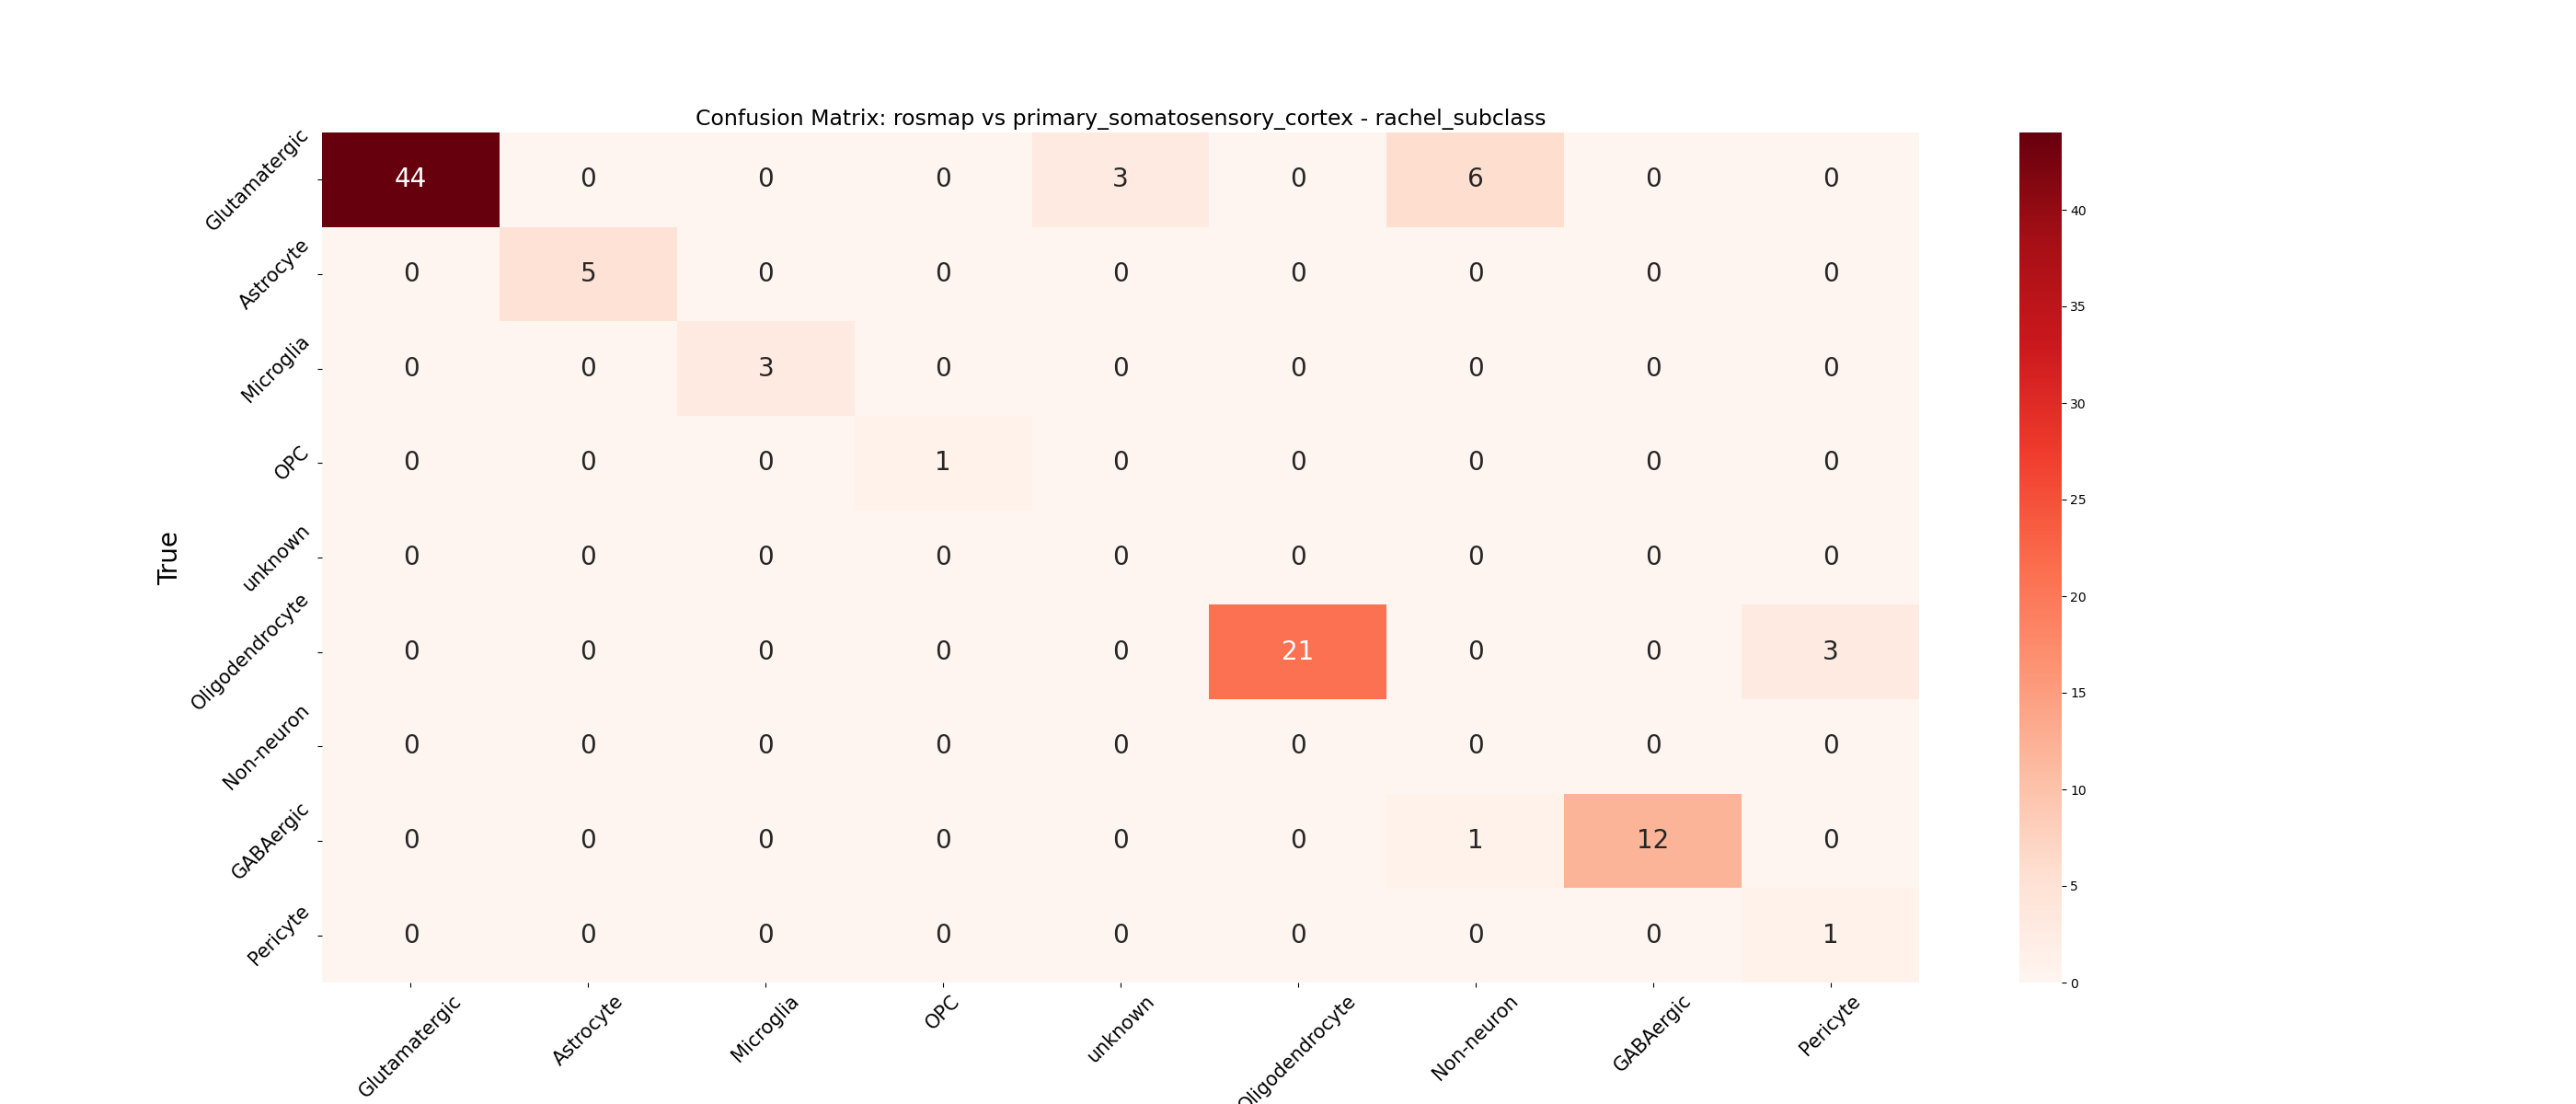 Confusion Matrix: rosmap vs primary_somatosensory_cortex - rachel_subclass
True
Glutamatergic 44 0 0 0 3 0 6 0 0
Astrocyte 0 5 0 0 0 0 0 0 0
Microglia 0 0 3 0 0 0 0 0 0
OPC 0 0 0 1 0 0 0 0 0
unknown 0 0 0 0 0 0 0 0 0
Oligodendrocyte 0 0 0 0 0 21 0 0 3
Non-neuron 0 0 0 0 0 0 0 0 0
GABAergic 0 0 0 0 0 0 1 12 0
Pericyte 0 0 0 0 0 0 0 0 1
Glutamatergic Astrocyte Microglia OPC unknown Oligodendrocyte Non-neuron GABAergic Pericyte
40
35
30
25
20
15
10
5
0